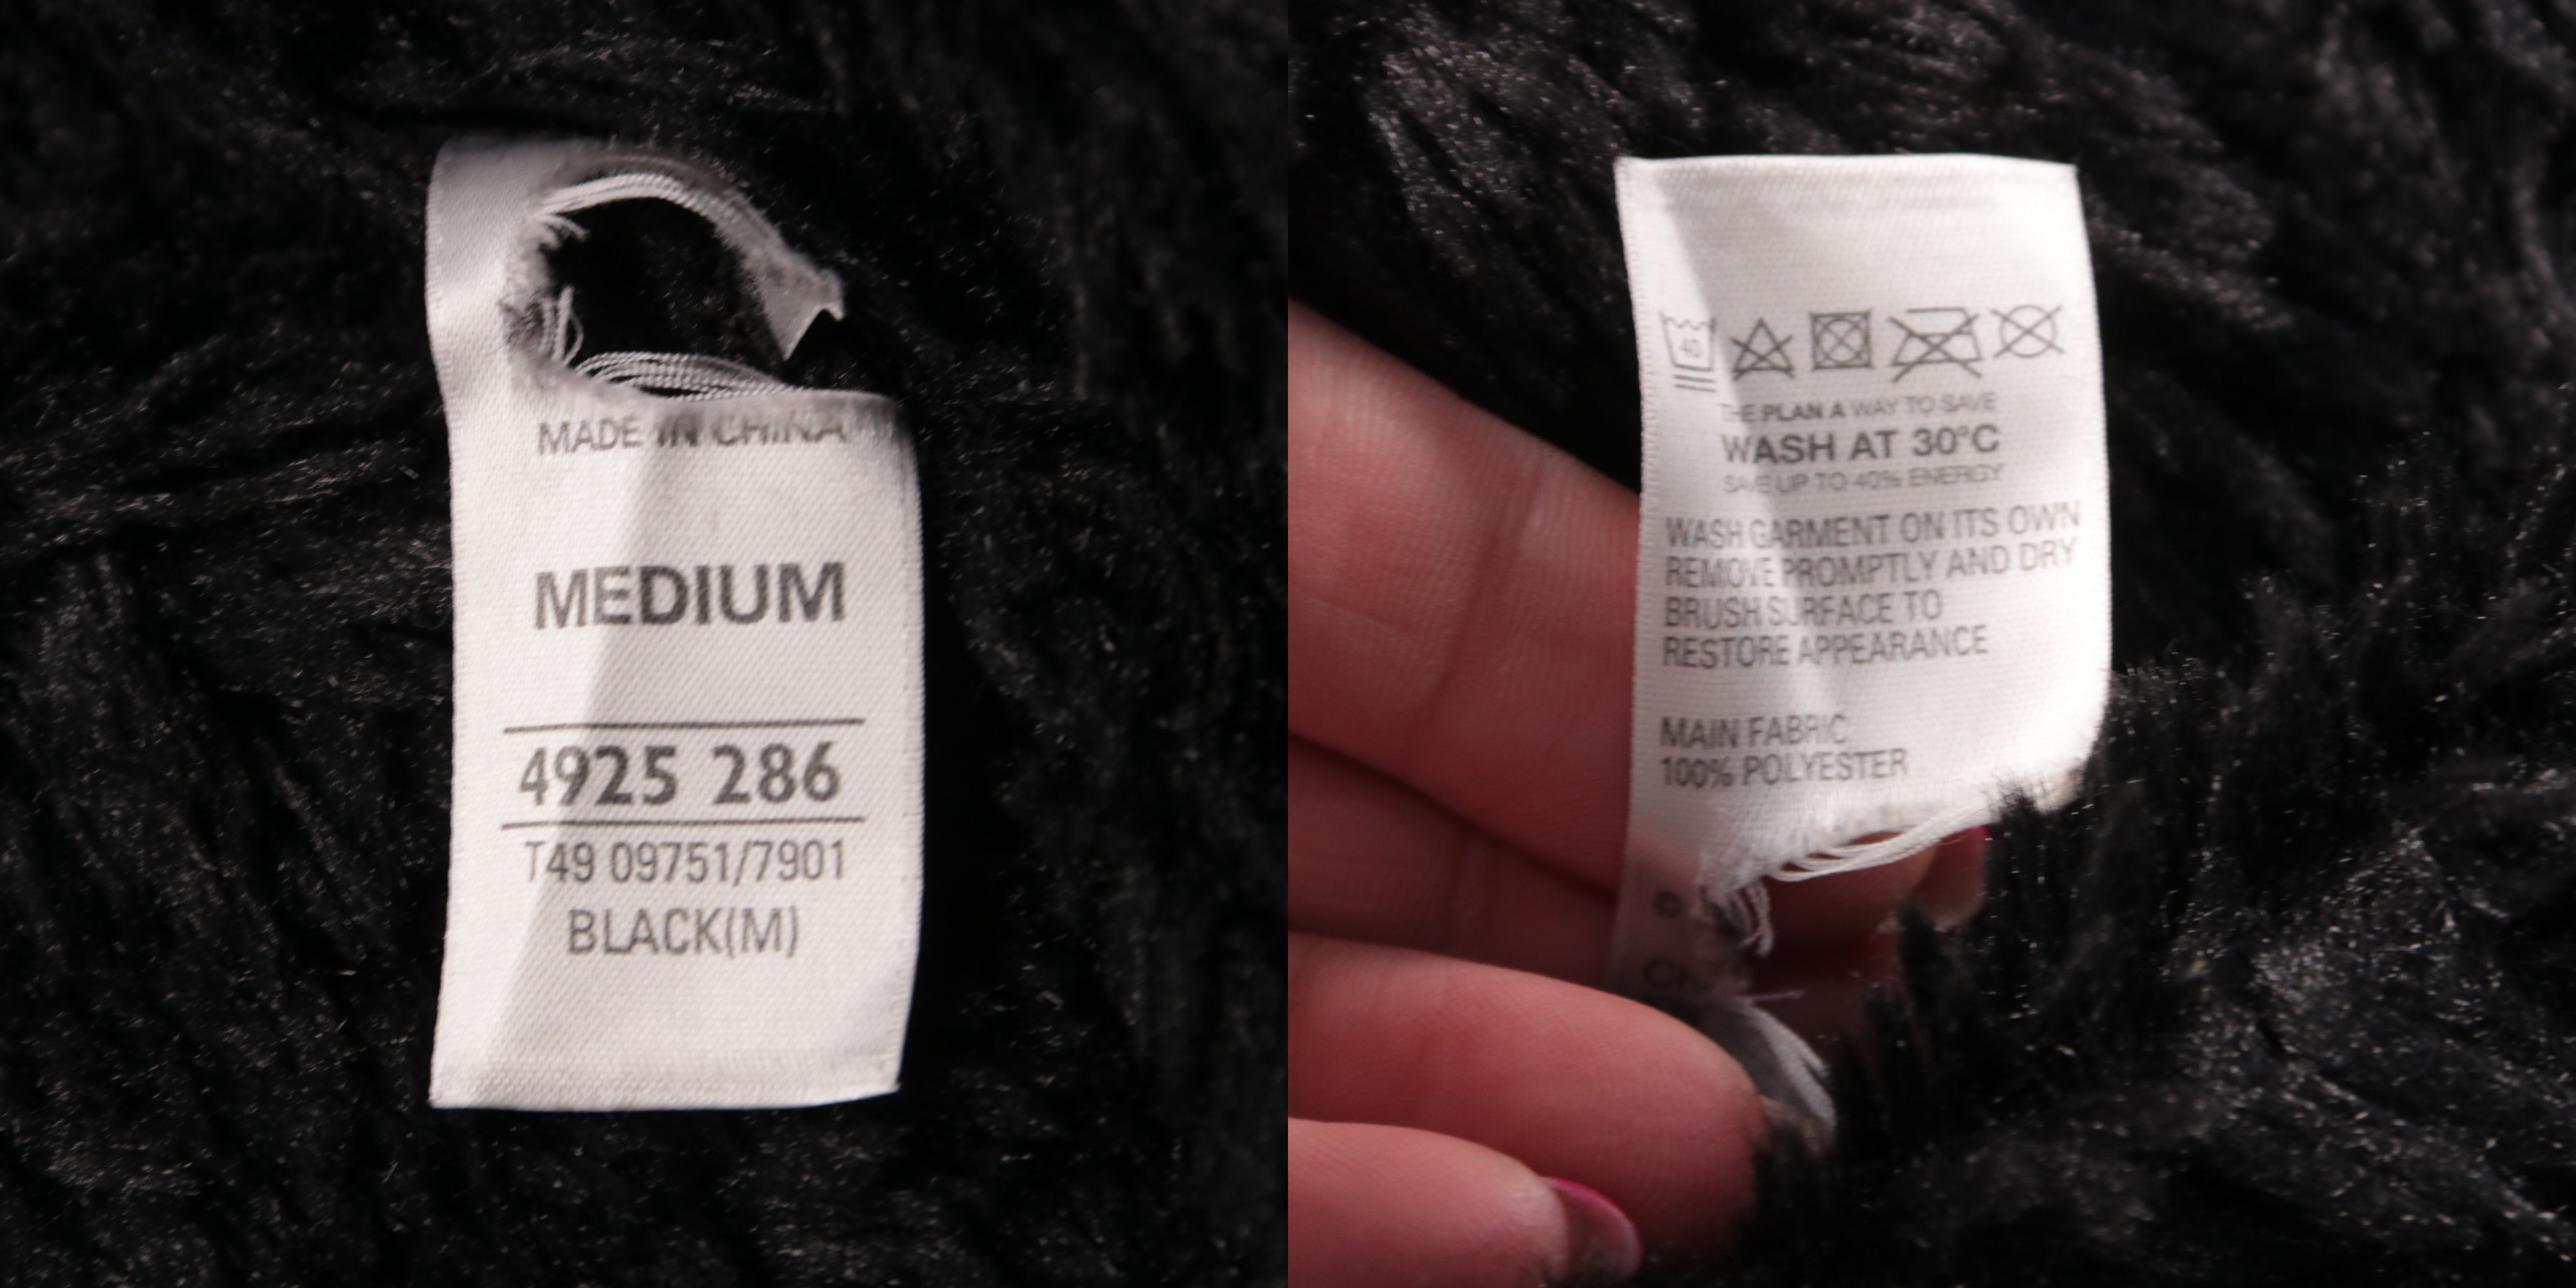 MADE IN CHINA
MEDIUM
4925 286
T49 09751/7901
BLACK(M)
40
THE PLAN A WAY TO SAVE
WASH AT 30°C
SAVE UP TO 40% ENERGY
WASH GARMENT ON ITS OWN
REMOVE PROMPTLY AND DRY
BRUSH SURFACE TO
RESTORE APPEARANCE
MAIN FABRIC
100% POLYESTER